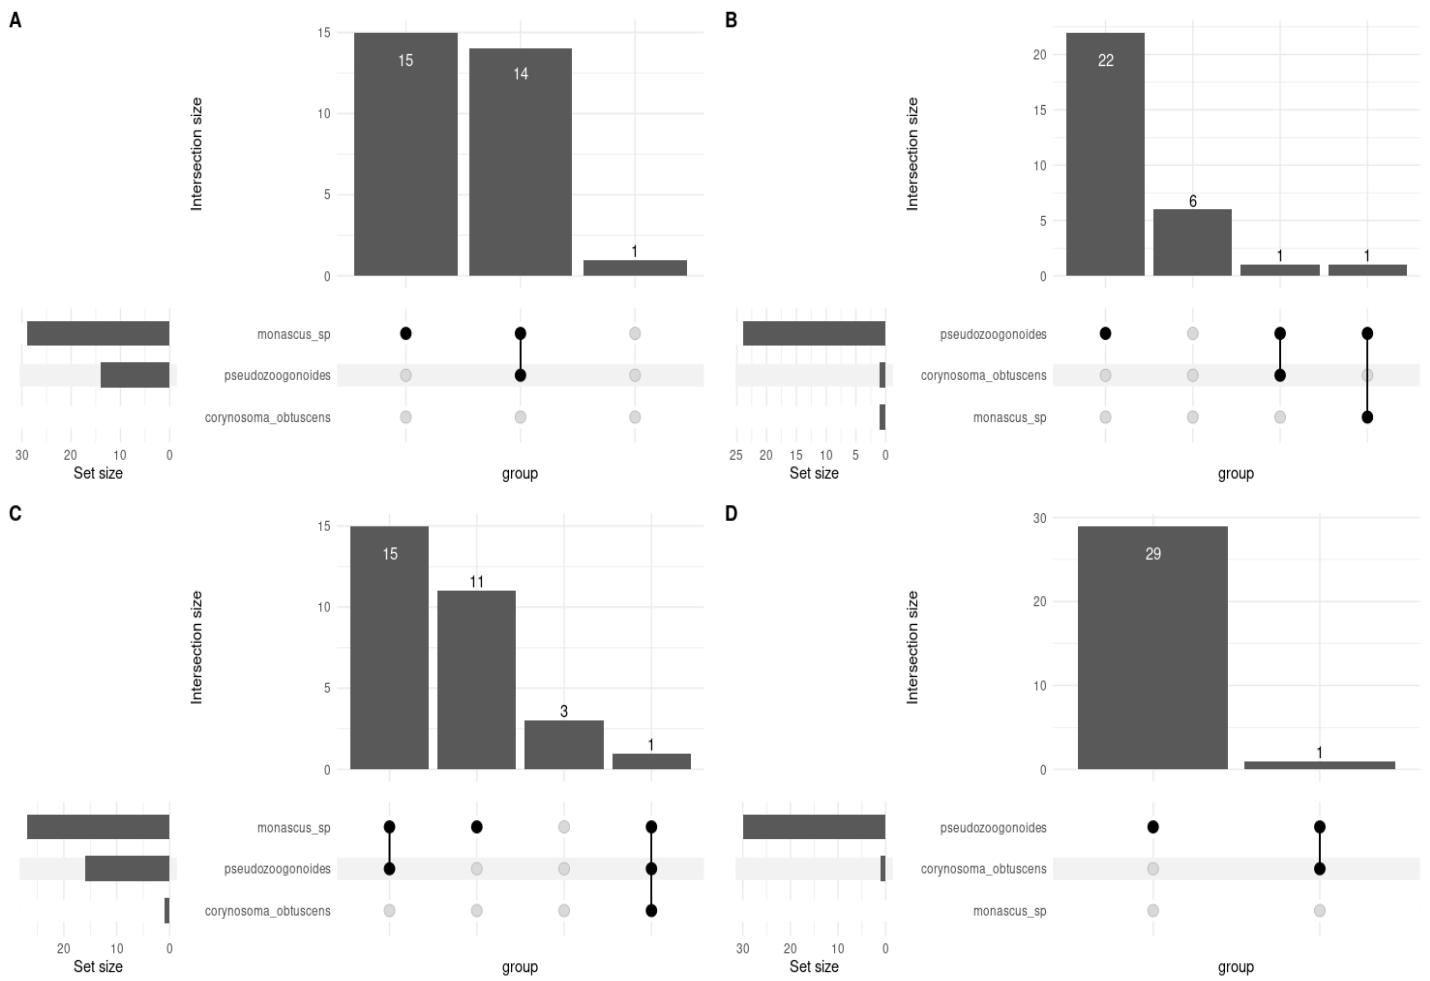 A
Intersection size
15
10
5
0
15
14
1
monascus_sp
pseudozoogonoides
corynosoma_obtuscens
30 20 10 0
Set size
group
B
Intersection size
20
15
10
5
0
22
6
1
1
pseudozoogonoides
corynosoma_obtuscens
monascus_sp
25 20 15 10 5 0
Set size
group
C
Intersection size
15
10
5
0
15
11
3
1
monascus_sp
pseudozoogonoides
corynosoma_obtuscens
20 10 0
Set size
group
D
Intersection size
30
20
10
0
29
1
pseudozoogonoides
corynosoma_obtuscens
monascus_sp
30 20 10 0
Set size
group